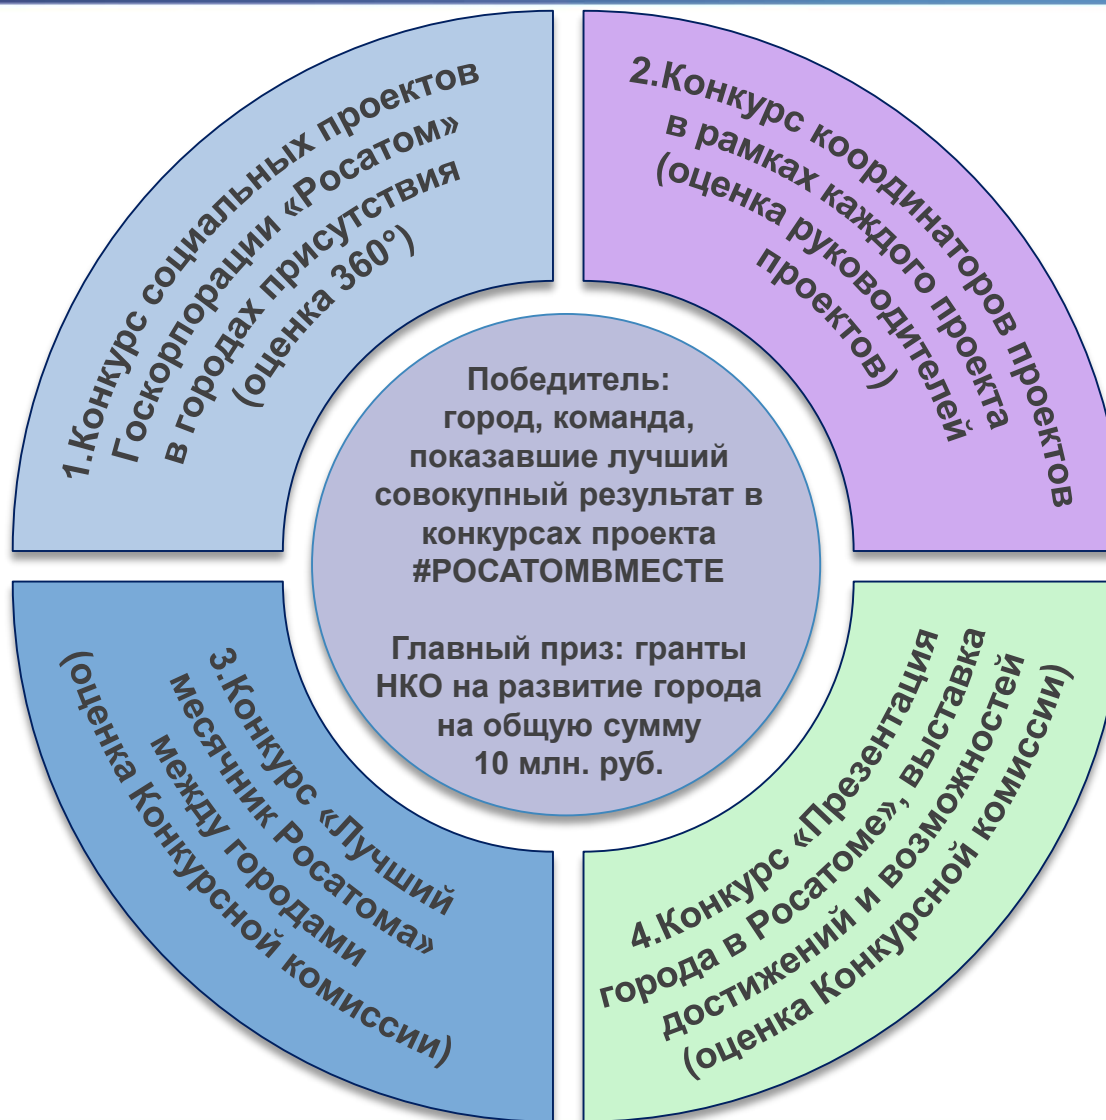 1.Конкурс социальных проектов
Госкорпорации «Росатом»
в городах присутствия
(оценка 360°)
2.Конкурс координаторов проектов
в рамках каждого проекта
(оценка руководителей
проектов)
Победитель:
город, команда,
показавшие лучший
совокупный результат в
конкурсах проекта
#РОСАТОМВМЕСТЕ
Главный приз: гранты
НКО на развитие города
на общую сумму
10 млн. руб.
3.Конкурс «Лучший
месячник Росатома»
между городами
(оценка Конкурсной комиссии)
4.Конкурс «Презентация
города в Росатоме», выставка
достижений и возможностей
(оценка Конкурсной комиссии)